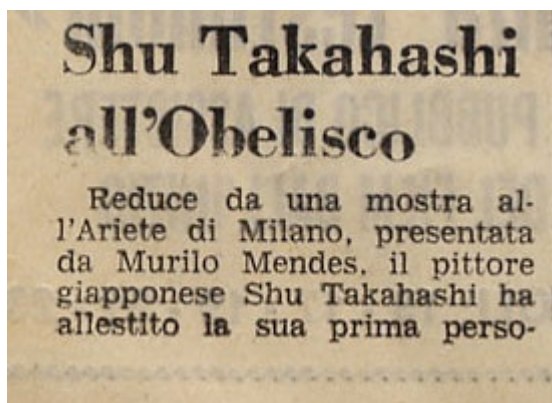 Shu Takahashi
all'Obelisco
Reduce da una mostra al-
l'Ariete di Milano, presentata
da Murilo Mendes, il pittore
giapponese Shu Takahashi ha
allestito la sua prima perso-